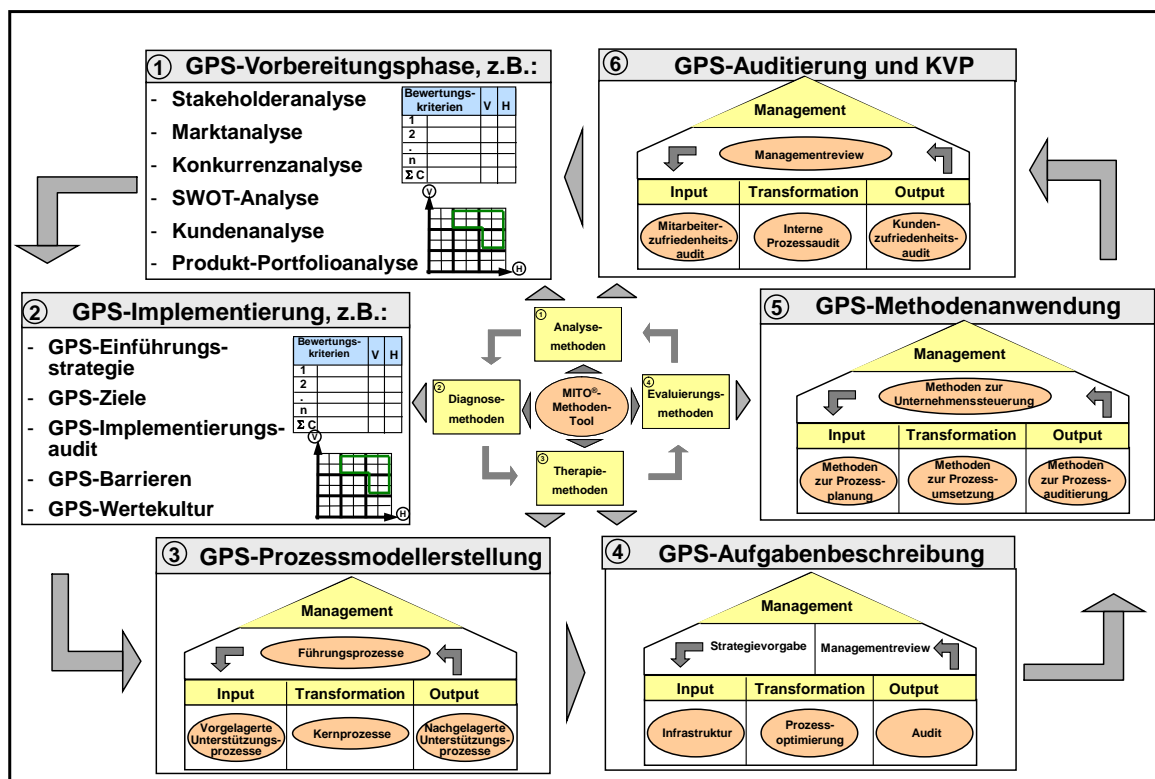 ① GPS-Vorbereitungsphase, z.B.:
- Stakeholderanalyse
- Marktanalyse
- Konkurrenzanalyse
- SWOT-Analyse
- Kundenanalyse
- Produkt-Portfolioanalyse
Bewertungs-
kriterien V H
1
2
.
n
Σ C
V
H
⑥ GPS-Auditierung und KVP
Management
Managementreview
Input Transformation Output
Mitarbeiter-
zufriedenheits-
audit
Interne
Prozessaudit
Kunden-
zufriedenheits-
audit
② GPS-Implementierung, z.B.:
- GPS-Einführungs-
strategie
- GPS-Ziele
- GPS-Implementierungs-
audit
- GPS-Barrieren
- GPS-Wertekultur
Bewertungs-
kriterien V H
1
2
.
n
Σ C
V
H
① Analyse-
methoden
② Diagnose-
methoden
MITO®-
Methoden-
Tool
④ Evaluierungs-
methoden
③ Therapie-
methoden
⑤ GPS-Methodenanwendung
Management
Methoden zur
Unternehmenssteuerung
Input Transformation Output
Methoden
zur Prozess-
planung
Methoden
zur Prozess-
umsetzung
Methoden
zur Prozess-
auditierung
③ GPS-Prozessmodellerstellung
Management
Führungsprozesse
Input Transformation Output
Vorgelagerte
Unterstützungs-
prozesse
Kernprozesse
Nachgelagerte
Unterstützungs-
prozesse
④ GPS-Aufgabenbeschreibung
Management
Strategievorgabe Managementreview
Input Transformation Output
Infrastruktur
Prozess-
optimierung
Audit